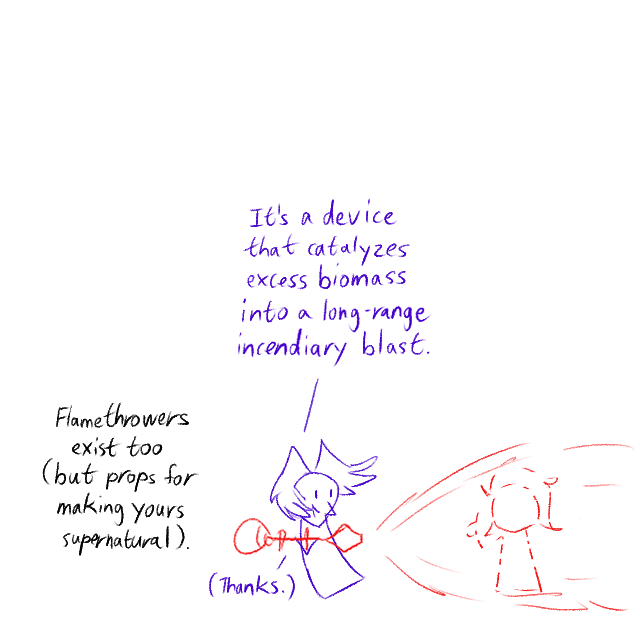 It's a device
that catalyzes
excess biomass
into a long-range
incendiary blast.
Flamethrowers
exist too
(but props for
making yours
supernatural).
(Thanks.)